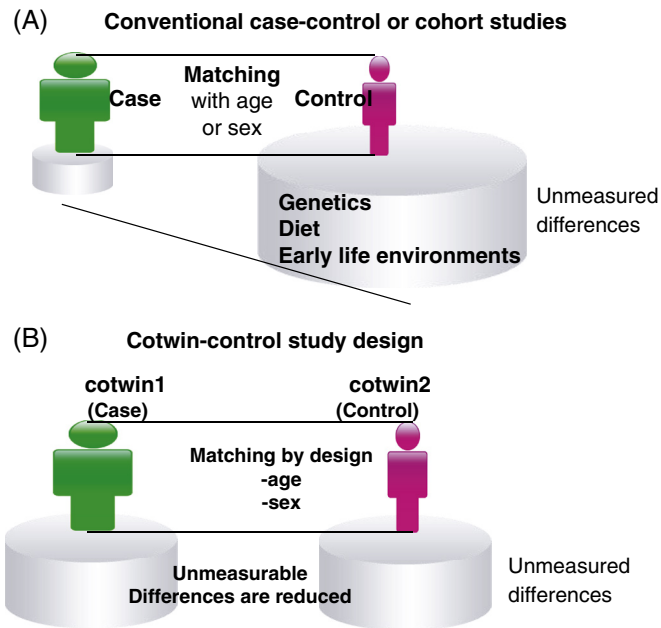 (A) Conventional case-control or cohort studies
Case
Matching
with age
or sex
Control
Genetics
Diet
Early life environments
Unmeasured
differences
(B) Cotwin-control study design
cotwin1
(Case)
cotwin2
(Control)
Matching by design
-age
-sex
Unmeasurable
Differences are reduced
Unmeasured
differences